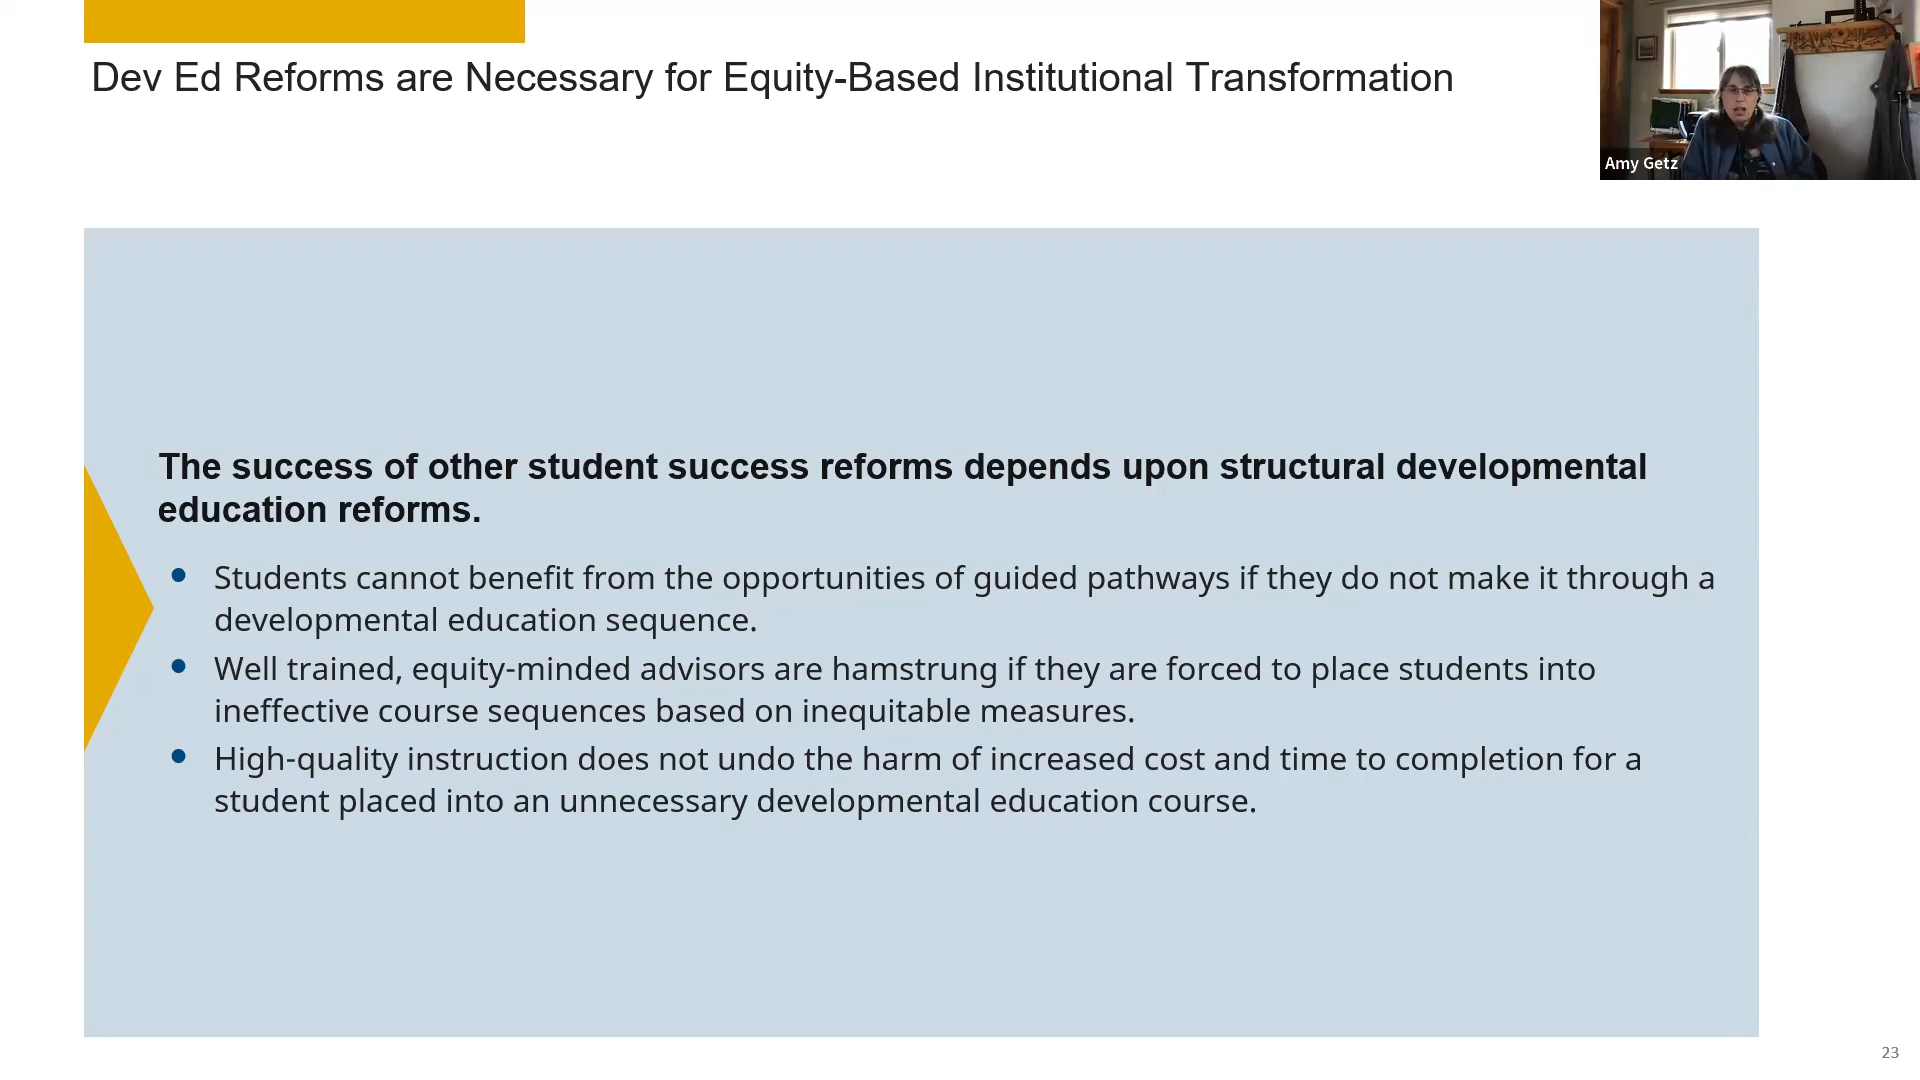 Dev Ed Reforms are Necessary for Equity-Based Institutional Transformation
Amy Getz
The success of other student success reforms depends upon structural developmental
education reforms.
• Students cannot benefit from the opportunities of guided pathways if they do not make it through a
developmental education sequence.
• Well trained, equity-minded advisors are hamstrung if they are forced to place students into
ineffective course sequences based on inequitable measures.
• High-quality instruction does not undo the harm of increased cost and time to completion for a
student placed into an unnecessary developmental education course.
23